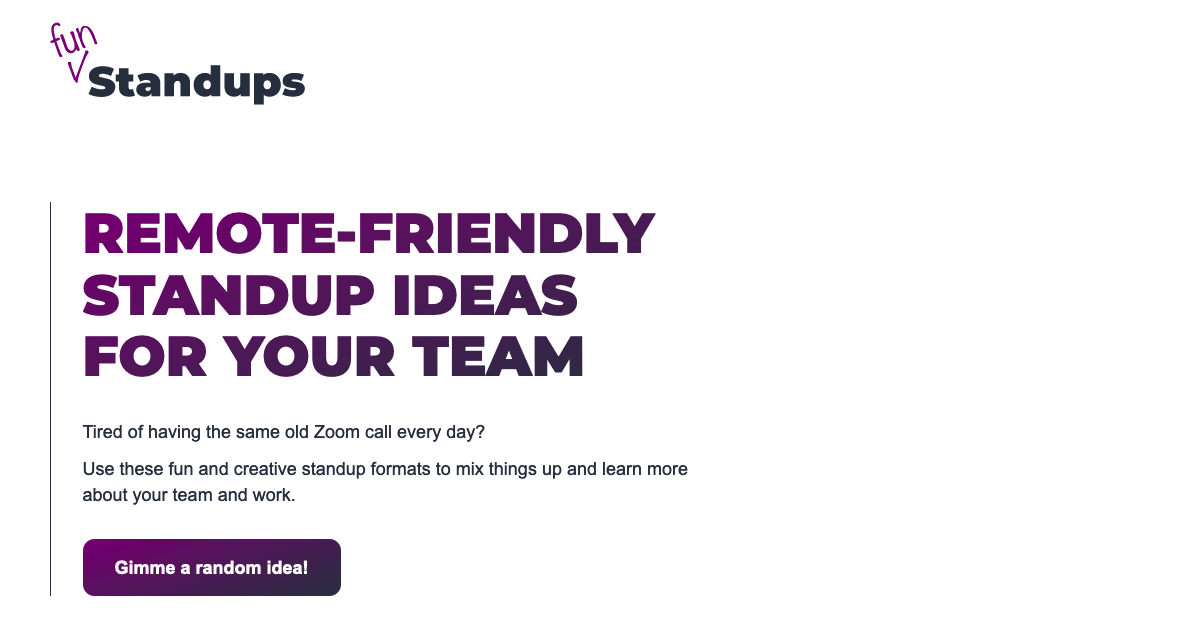 fun
Standups
REMOTE-FRIENDLY
STANDUP IDEAS
FOR YOUR TEAM
Tired of having the same old Zoom call every day?
Use these fun and creative standup formats to mix things up and learn more
about your team and work.
Gimme a random idea!